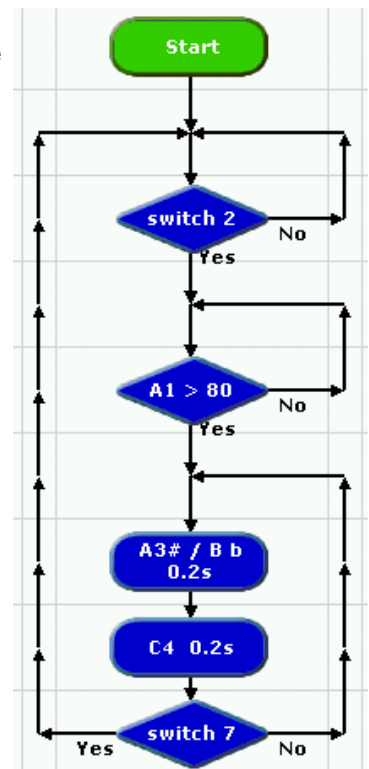 Start
switch 2
No
Yes
A1 > 80
No
Yes
A3# / B b
0.2s
C4 0.2s
switch 7
Yes
No